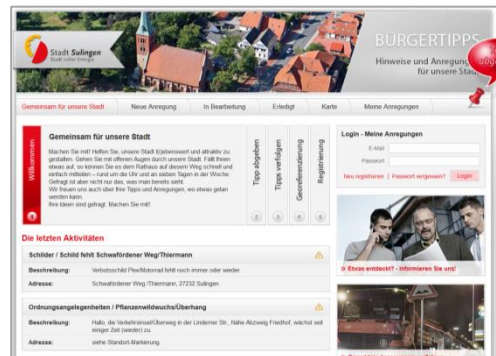 Stadt Sulingen
Stadt voller Energie
BÜRGERTIPPS
Hinweise und Anregungen
für unsere Stadt
Gemeinsam für unsere Stadt
Neue Anregung
In Bearbeitung
Erledigt
Karte
Meine Anregungen
Willkommen
1
Gemeinsam für unsere Stadt
Machen Sie mit! Helfen Sie, unsere Stadt l(i)ebenswert und attraktiv zu
gestalten. Gehen Sie mit offenen Augen durch unsere Stadt. Fällt Ihnen
etwas auf, so können Sie es dem Rathaus auf diesem Weg schnell und
einfach mitteilen – rund um die Uhr und an sieben Tagen in der Woche.
Gefragt ist aber nicht nur das, was man bereits sieht.
Wir freuen uns auch über Ihre Tipps und Anregungen, wo etwas getan
werden kann.
Ihre Ideen sind gefragt. Machen Sie mit!
Tipp abgeben
2
Tipps verfolgen
3
Georeferenzierung
4
Registrierung
5
Login - Meine Anregungen
E-Mail
Passwort
Neu registrieren | Passwort vergessen?
Login
» Etwas entdeckt? - Informieren Sie uns!
Die letzten Aktivitäten
Schilder / Schild fehlt Schwafördener Weg/Thiermann
Beschreibung: Verbotsschild Pkw/Motorrad fehlt noch immer oder wieder.
Adresse: Schwafördener Weg /Thiermann, 27232 Sulingen
Ordnungsangelegenheiten / Pflanzenwildwuchs/Überhang
Beschreibung: Hallo, die Verkehrsinsel/Überweg in der Lindemer Str., Nähe Abzweig Friedhof, wächst seit
einiger Zeit (wieder) zu.
Adresse: siehe Standort-Markierung.